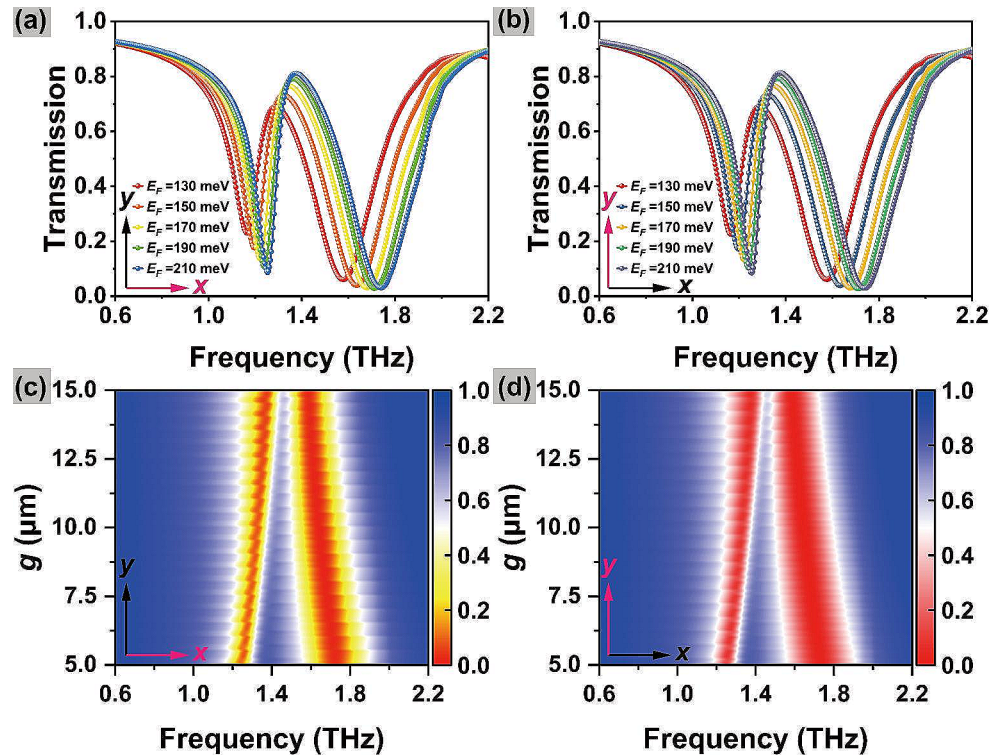 (a)
1.0
0.8
0.6
0.4
0.2
0.0
Transmission
E_F =130 meV
E_F =150 meV
E_F =170 meV
E_F =190 meV
E_F =210 meV
y
x
0.6 1.0 1.4 1.8 2.2
Frequency (THz)
(b)
1.0
0.8
0.6
0.4
0.2
0.0
Transmission
E_F =130 meV
E_F =150 meV
E_F =170 meV
E_F =190 meV
E_F =210 meV
y
x
0.6 1.0 1.4 1.8 2.2
Frequency (THz)
(c)
15.0
12.5
10.0
7.5
5.0
g (μm)
y
x
0.6 1.0 1.4 1.8 2.2
Frequency (THz)
1.0
0.8
0.6
0.4
0.2
0.0
(d)
15.0
12.5
10.0
7.5
5.0
g (μm)
y
x
0.6 1.0 1.4 1.8 2.2
Frequency (THz)
1.0
0.8
0.6
0.4
0.2
0.0